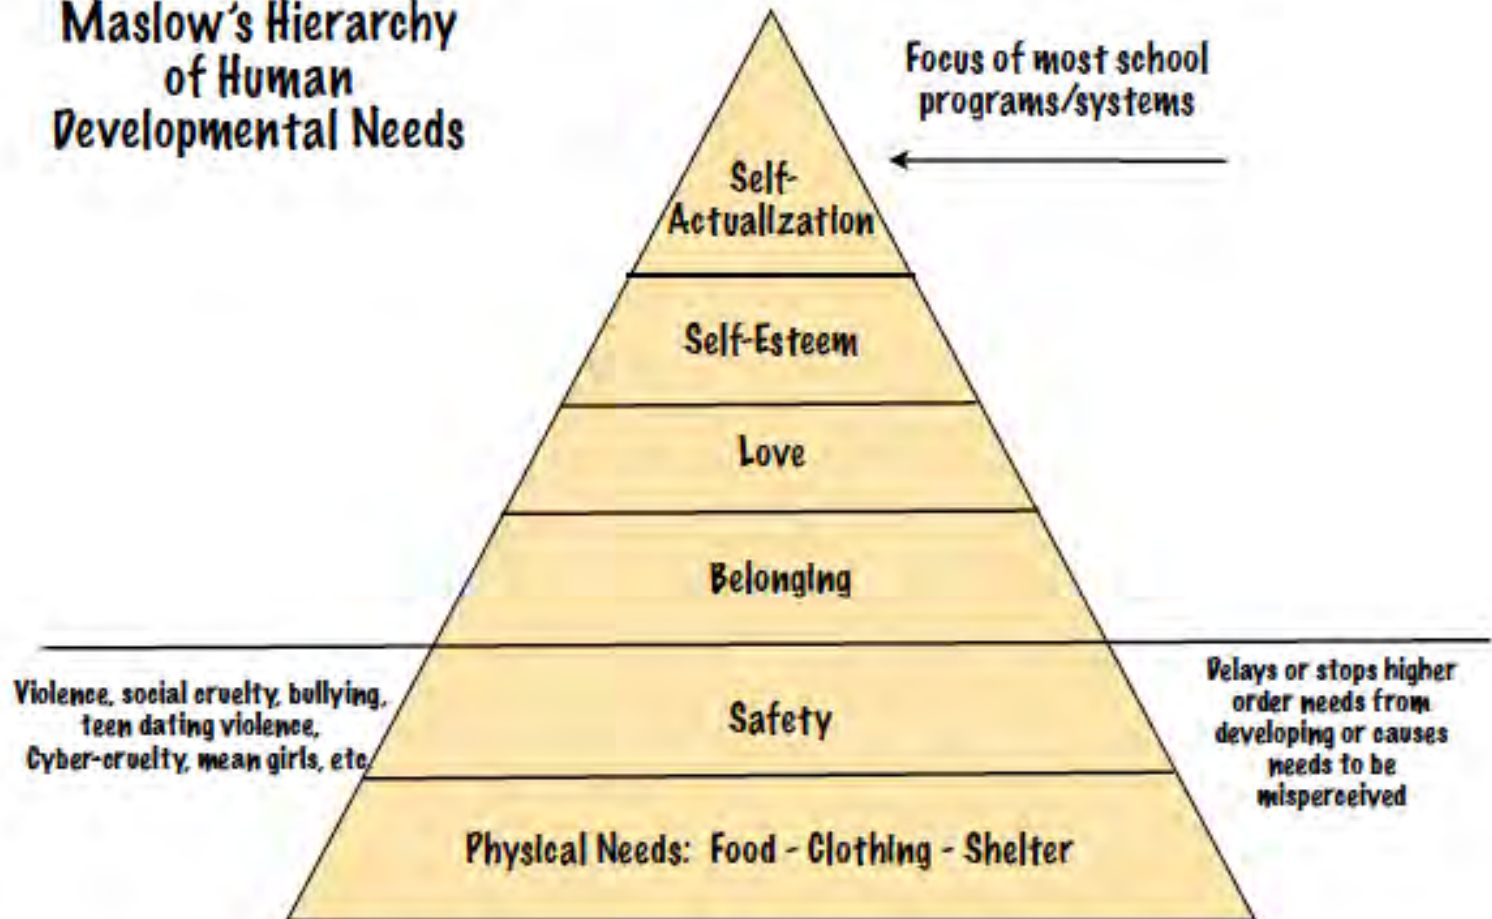 Maslow's Hierarchy
of Human
Developmental Needs
Focus of most school
programs/systems
Self-
Actualization
Self-Esteem
Love
Belonging
Violence, social cruelty, bullying,
teen dating violence,
Cyber-cruelty, mean girls, etc
Safety
Delays or stops higher
order needs from
developing or causes
needs to be
misperceived
Physical Needs: Food - Clothing - Shelter